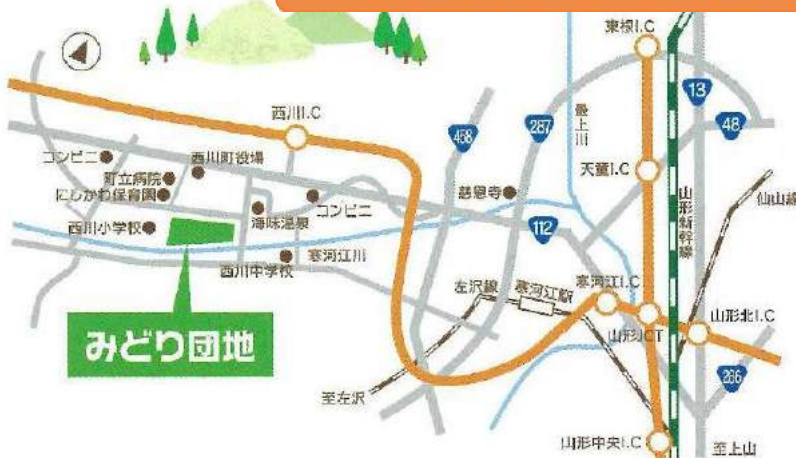 東根I.C
13
西川I.C
458
287
最上川
48
コンビニ
西川町役場
町立病院
にしかわ保育園
天童I.C
山形新幹線
仙山線
慈恩寺
海味温泉
コンビニ
西川小学校
112
西川中学校
寒河江川
左沢線
寒河江駅
寒河江I.C
山形JCT
山形北I.C
みどり団地
286
至左沢
山形中央I.C
至上山